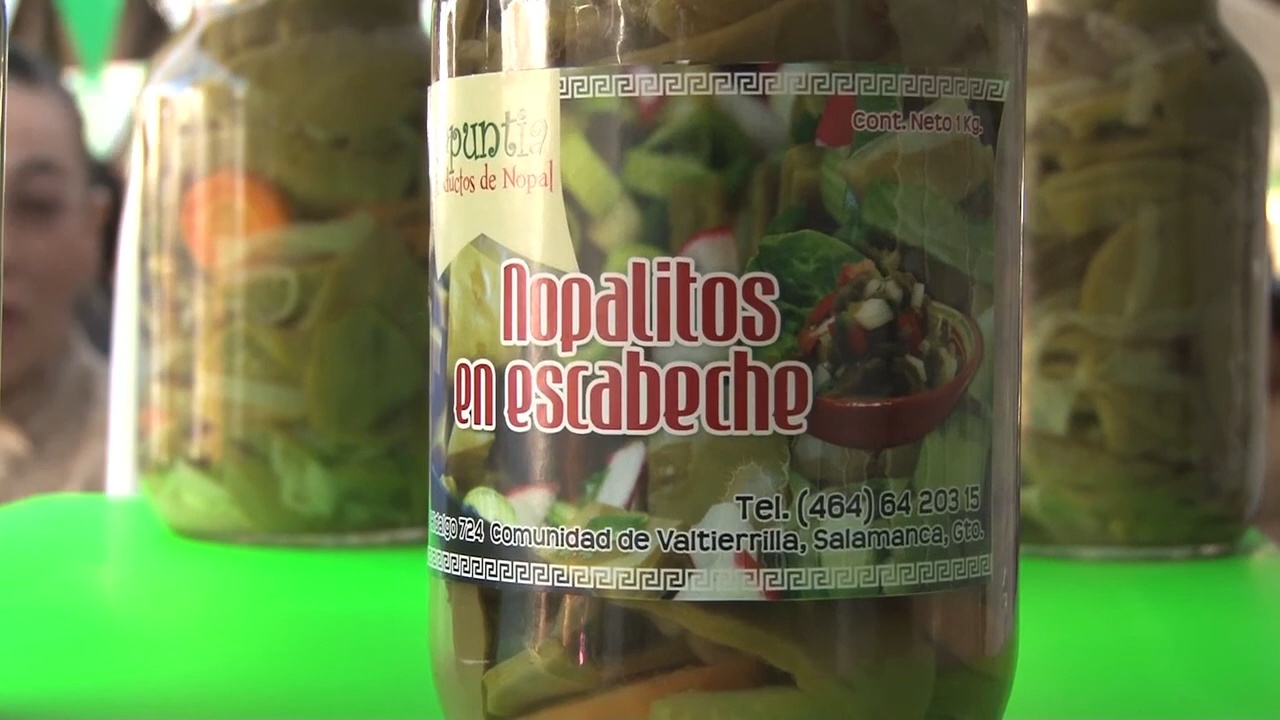 Cont. Neto 1 Kg.
puntia
ductos de Nopal
Nopalitos
en escabeche
Tel. (464) 64 203 15
dalgo 724 Comunidad de Valtierrilla, Salamanca, Gto.